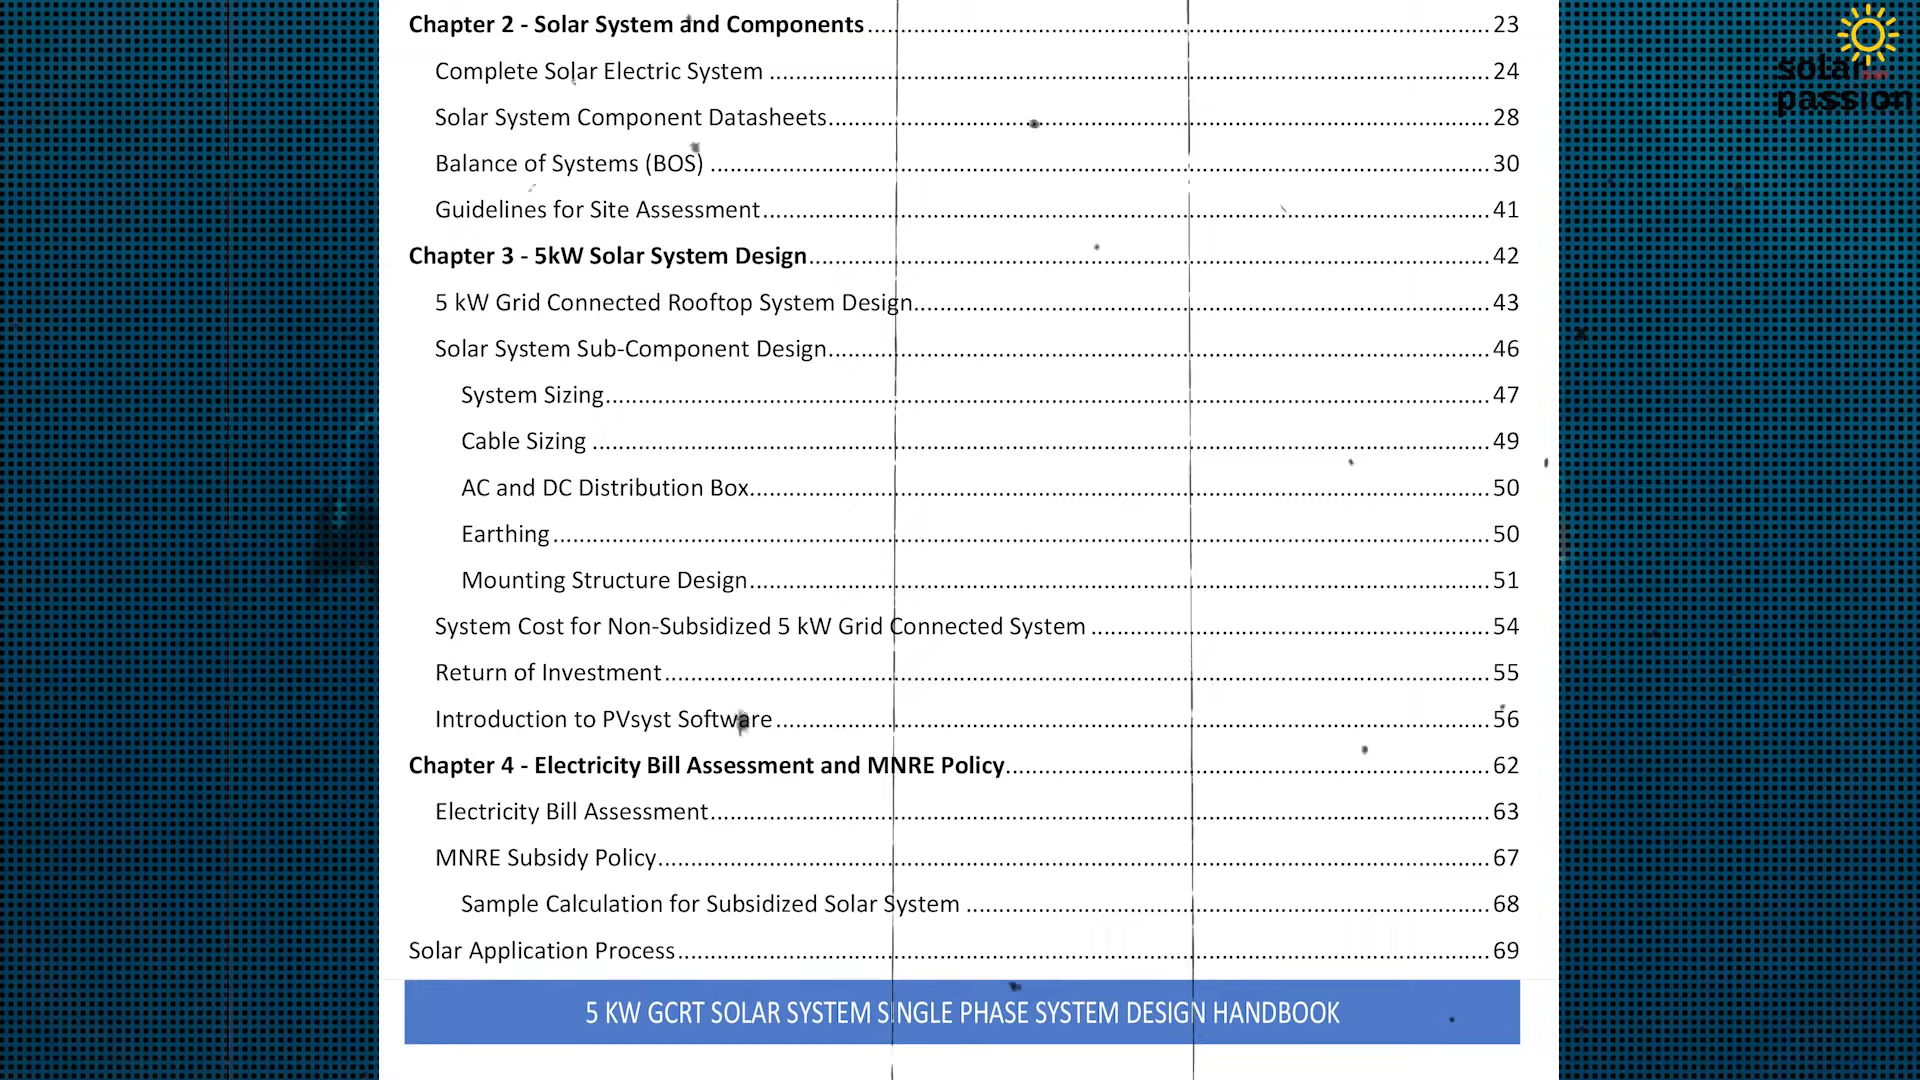 Chapter 2 - Solar System and Components 23
Complete Solar Electric System 24
Solar System Component Datasheets 28
Balance of Systems (BOS) 30
Guidelines for Site Assessment 41
Chapter 3 - 5kW Solar System Design 42
5 kW Grid Connected Rooftop System Design 43
Solar System Sub-Component Design 46
System Sizing 47
Cable Sizing 49
AC and DC Distribution Box 50
Earthing 50
Mounting Structure Design 51
System Cost for Non-Subsidized 5 kW Grid Connected System 54
Return of Investment 55
Introduction to PVsyst Software 56
Chapter 4 - Electricity Bill Assessment and MNRE Policy 62
Electricity Bill Assessment 63
MNRE Subsidy Policy 67
Sample Calculation for Subsidized Solar System 68
Solar Application Process 69
5 KW GCRT SOLAR SYSTEM SINGLE PHASE SYSTEM DESIGN HANDBOOK
solar
passion